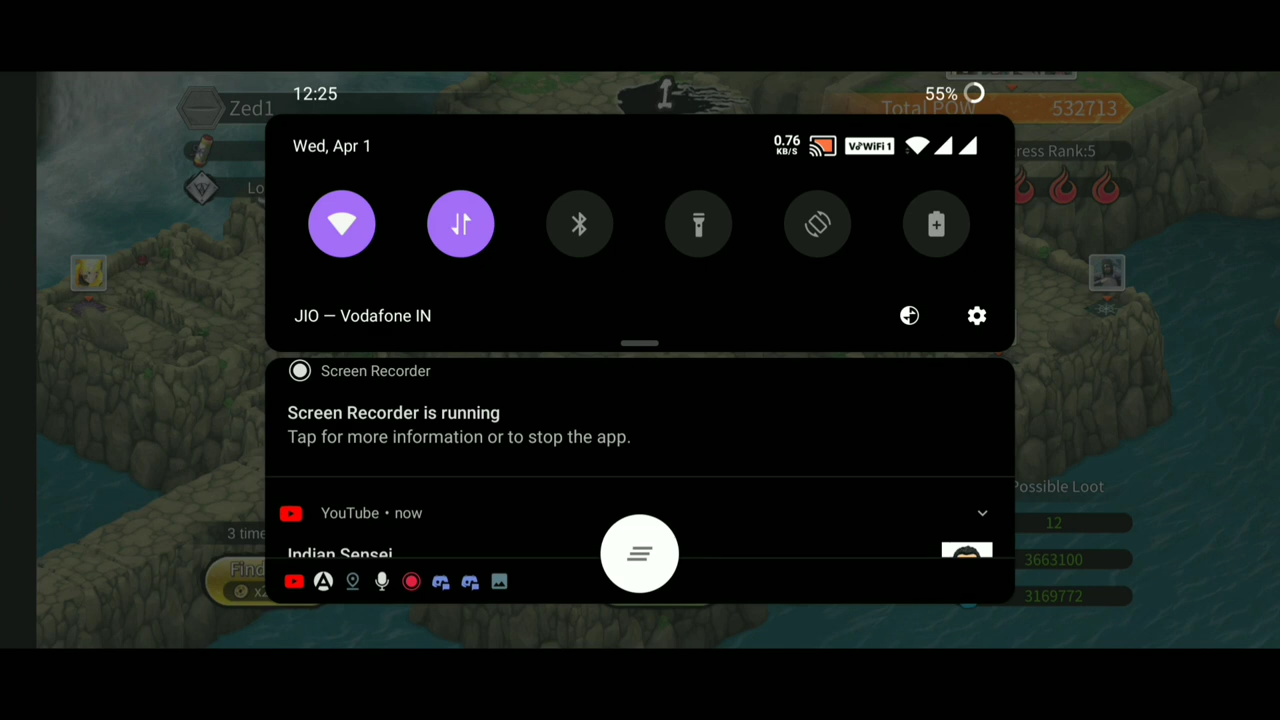 12:25
55%
Zed1
Total POW
532713
Wed, Apr 1
0.76
KB/S
VoWiFi 1
ress Rank:5
Lo
JIO — Vodafone IN
Screen Recorder
Screen Recorder is running
Tap for more information or to stop the app.
Possible Loot
YouTube • now
12
3 time
Indian Sensei
3663100
Find
x2
3169772